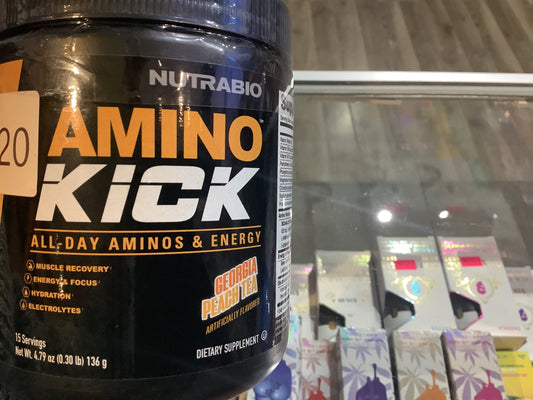 NUTRABIO
20
AMINO
KICK
ALL-DAY AMINOS & ENERGY
MUSCLE RECOVERY
ENERGY & FOCUS
HYDRATION
ELECTROLYTES
GEORGIA
PEACH TEA
ARTIFICIALLY FLAVORED
15 Servings
Net Wt. 4.79 oz (0.30 lb) 136 g
DIETARY SUPPLEMENT